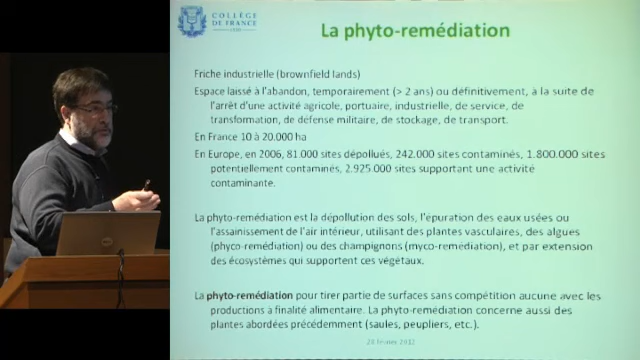 COLLÈGE
DE FRANCE
1530
La phyto-remédiation
Friche industrielle (brownfield lands)
Espace laissé à l'abandon, temporairement (> 2 ans) ou définitivement, à la suite de
l'arrêt d'une activité agricole, portuaire, industrielle, de service, de
transformation, de défense militaire, de stockage, de transport.
En France 10 à 20.000 ha
En Europe, en 2006, 81.000 sites dépollués, 242.000 sites contaminés, 1.800.000 sites
potentiellement contaminés, 2.925.000 sites supportant une activité
contaminante.
La phyto-remédiation est la dépollution des sols, l'épuration des eaux usées ou
l'assainissement de l'air intérieur, utilisant des plantes vasculaires, des algues
(phyco-remédiation) ou des champignons (myco-remediation), et par extension
des écosystèmes qui supportent ces végétaux.
La phyto-remédiation pour tirer partie de surfaces sans compétition aucune avec les
productions à finalité alimentaire. La phyto-remédiation concerne aussi des
plantes abordées précédemment (saules, peupliers, etc.).
28 février 2012